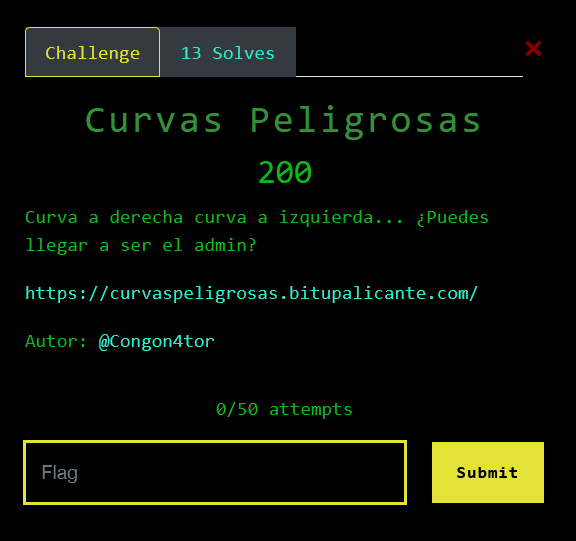 Challenge
13 Solves
×
Curvas Peligrosas
200
Curva a derecha curva a izquierda... ¿Puedes
llegar a ser el admin?
https://curvaspeligrosas.bitupalicante.com/
Autor: @Congon4tor
0/50 attempts
Flag
Submit